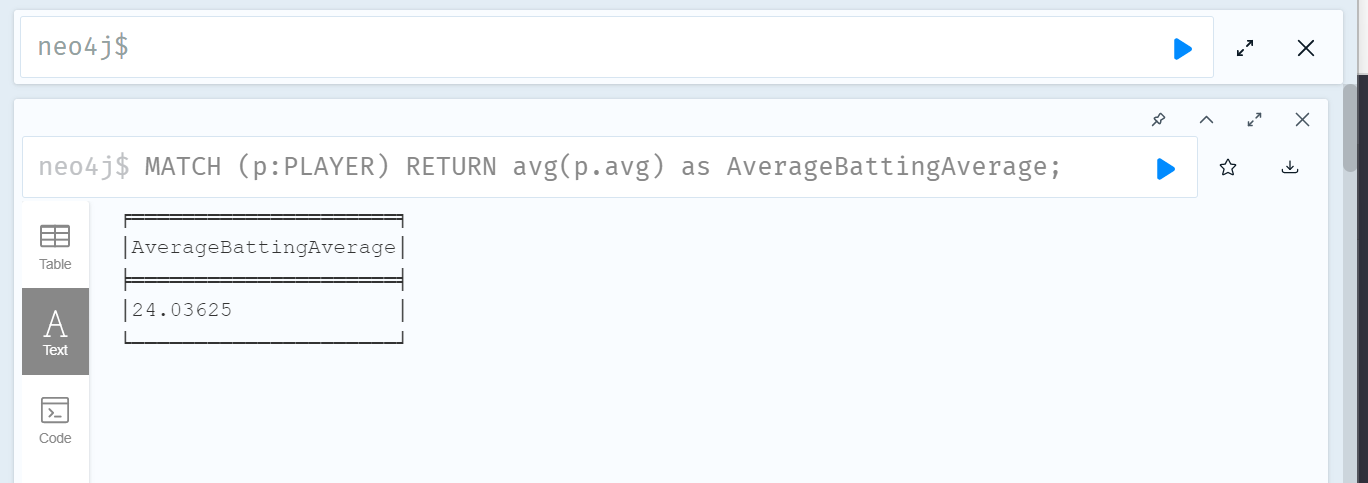 neo4j$
neo4j$ MATCH (p:PLAYER) RETURN avg(p.avg) as AverageBattingAverage;
Table
AverageBattingAverage
24.03625
Text
Code